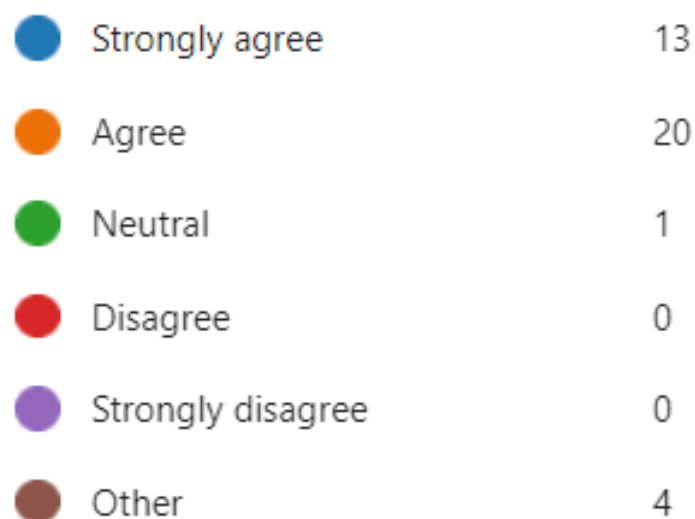 Strongly agree 13
Agree 20
Neutral 1
Disagree 0
Strongly disagree 0
Other 4